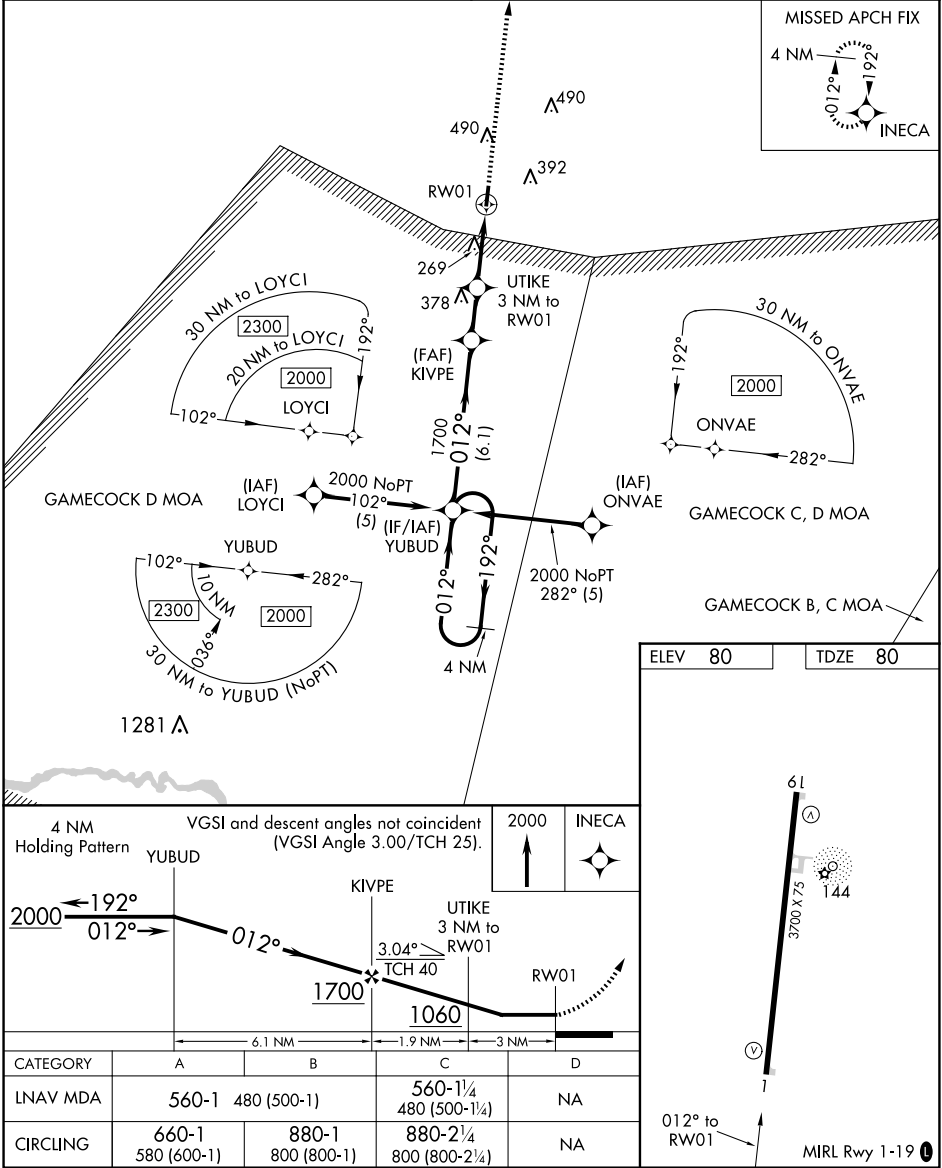 MISSED APCH FIX
4 NM
012°
192°
INECA
490
490
392
RW01
269
378
UTIKE
3 NM to
RW01
(FAF)
KIVPE
30 NM to LOYCI
2300
20 NM to LOYCI
2000
192°
102°
LOYCI
30 NM to ONVAE
192°
2000
ONVAE
282°
1700
012°
(6.1)
GAMECOCK D MOA
(IAF)
LOYCI
2000 NoPT
102°
(5)
(IF/IAF)
YUBUD
(IAF)
ONVAE
GAMECOCK C, D MOA
2000 NoPT
282° (5)
012°
192°
4 NM
GAMECOCK B, C MOA
YUBUD
102°
282°
10 NM
2300
2000
036°
30 NM to YUBUD (NoPT)
1281
ELEV 80
TDZE 80
19
144
3700 X 75
1
012° to
RW01
MIRL Rwy 1-19 L
4 NM
Holding Pattern
VGSI and descent angles not coincident
(VGSI Angle 3.00/TCH 25).
2000
INECA
YUBUD
KIVPE
UTIKE
3 NM to
RW01
RW01
2000
192°
012°
012°
3.04°
TCH 40
1700
1060
6.1 NM
1.9 NM
3 NM
CATEGORY A B C D
LNAV MDA 560-1 480 (500-1) 560-1¼ 480 (500-1¼) NA
CIRCLING 660-1 580 (600-1) 880-1 800 (800-1) 880-2¼ 800 (800-2¼) NA
V
V